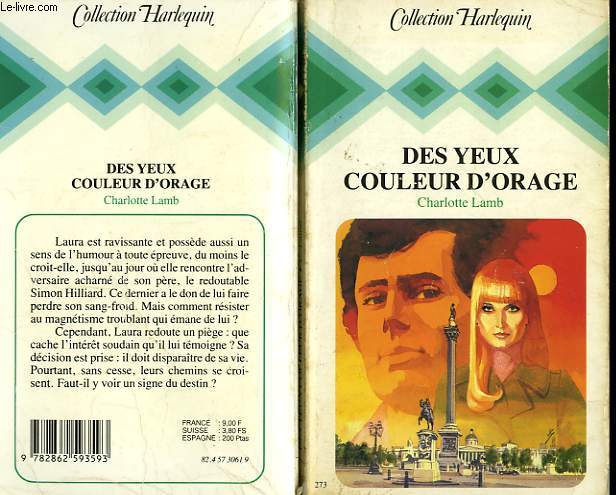 Le-livre.com
Collection Harlequin
DES YEUX
COULEUR D'ORAGE
Charlotte Lamb
Laura est ravissante et possède aussi un
sens de l'humour à toute épreuve, du moins le
croit-elle, jusqu'au jour où elle rencontre l'ad-
versaire acharné de son père, le redoutable
Simon Hilliard. Ce dernier a le don de lui faire
perdre son sang-froid. Mais comment résister
au magnétisme troublant qui émane de lui ?
Cependant, Laura redoute un piège : que
cache l'intérêt soudain qu'il lui témoigne ? Sa
décision est prise : il doit disparaître de sa vie.
Pourtant, sans cesse, leurs chemins se croi-
sent. Faut-il y voir un signe du destin ?
FRANCE : 9,00 F
SUISSE : 3,80 FS
ESPAGNE : 200 Ptas
9 782862 593593
82.4 57 3061 9
Collection Harlequin
DES YEUX
COULEUR D'ORAGE
Charlotte Lamb
273